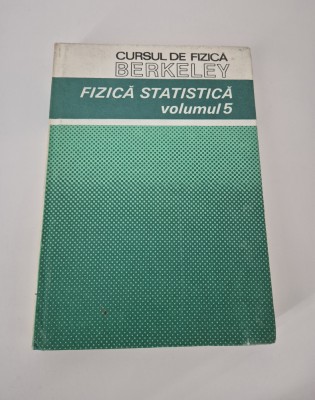 CURSUL DE FIZICĂ
BERKELEY
FIZICĂ STATISTICĂ
volumul 5